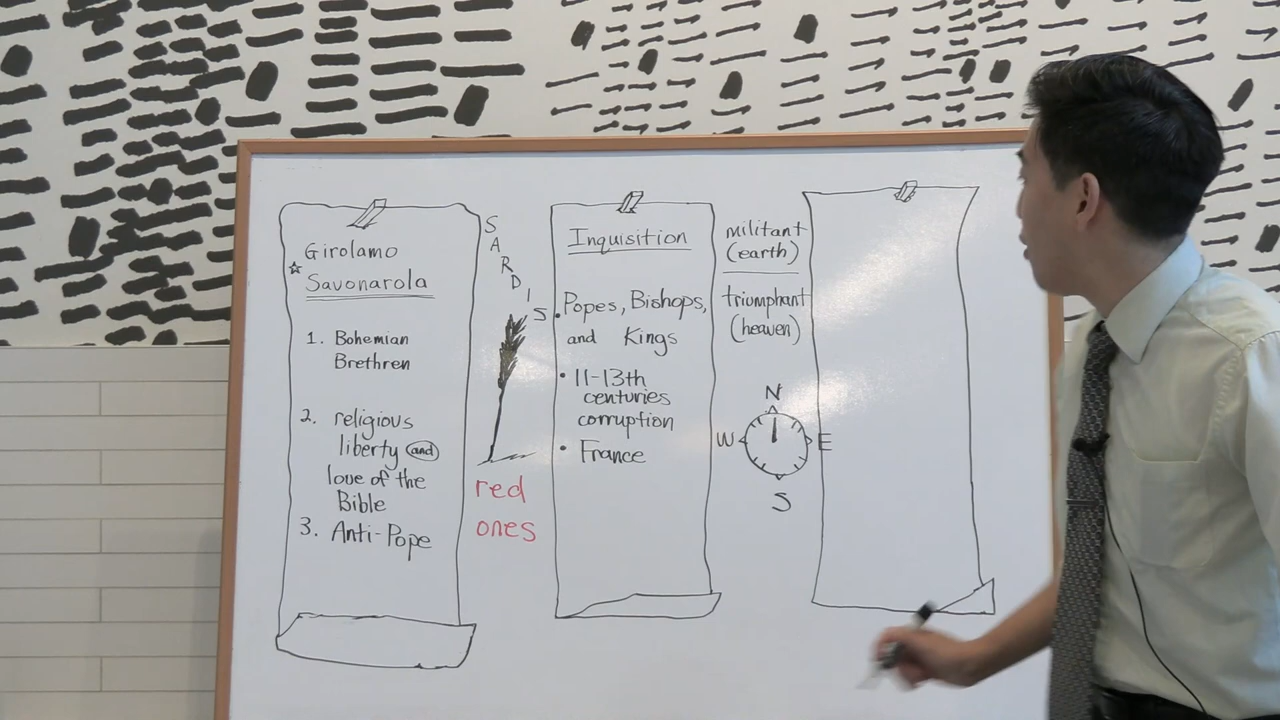 Girolamo
Savonarola
1. Bohemian
Brethren
2. religious
liberty and
love of the
Bible
3. Anti-Pope
SARDIS
red
ones
Inquisition
• Popes, Bishops,
and Kings
• 11-13th
centuries
corruption
• France
militant
(earth)
triumphant
(heaven)
N
W E
S